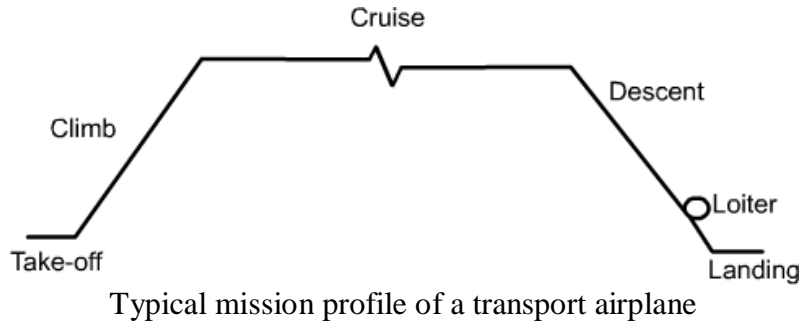 Cruise
Climb
Descent
Loiter
Take-off
Landing
Typical mission profile of a transport airplane